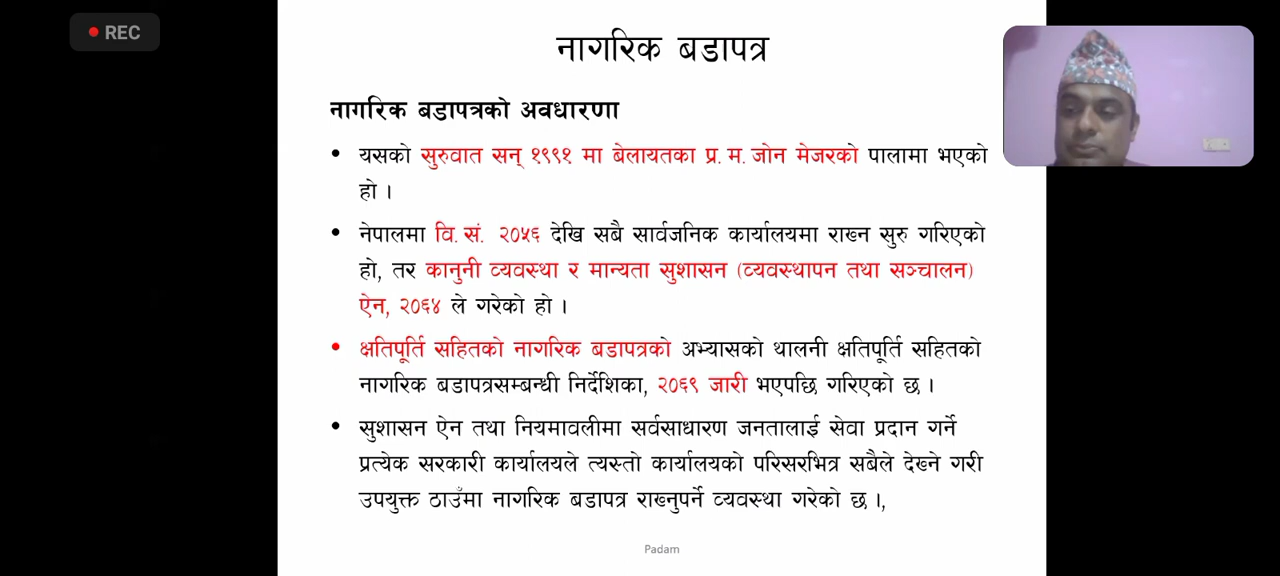 REC
नागरिक बडापत्र
नागरिक बडापत्रको अवधारणा
• यसको सुरुवात सन् १९९१ मा बेलायतका प्र. म. जोन मेजरको पालामा भएको
हो ।
• नेपालमा वि. सं. २०५६ देखि सबै सार्वजनिक कार्यालयमा राख्न सुरु गरिएको
हो, तर कानुनी व्यवस्था र मान्यता सुशासन (व्यवस्थापन तथा सञ्चालन)
ऐन, २०६४ ले गरेको हो ।
• क्षतिपूर्ति सहितको नागरिक बडापत्रको अभ्यासको थालनी क्षतिपूर्ति सहितको
नागरिक बडापत्रसम्बन्धी निर्देशिका, २०६९ जारी भएपछि गरिएको छ ।
• सुशासन ऐन तथा नियमावलीमा सर्वसाधारण जनतालाई सेवा प्रदान गर्ने
प्रत्येक सरकारी कार्यालयले त्यस्तो कार्यालयको परिसरभित्र सबैले देख्ने गरी
उपयुक्त ठाउँमा नागरिक बडापत्र राख्नुपर्ने व्यवस्था गरेको छ ।,
Padam